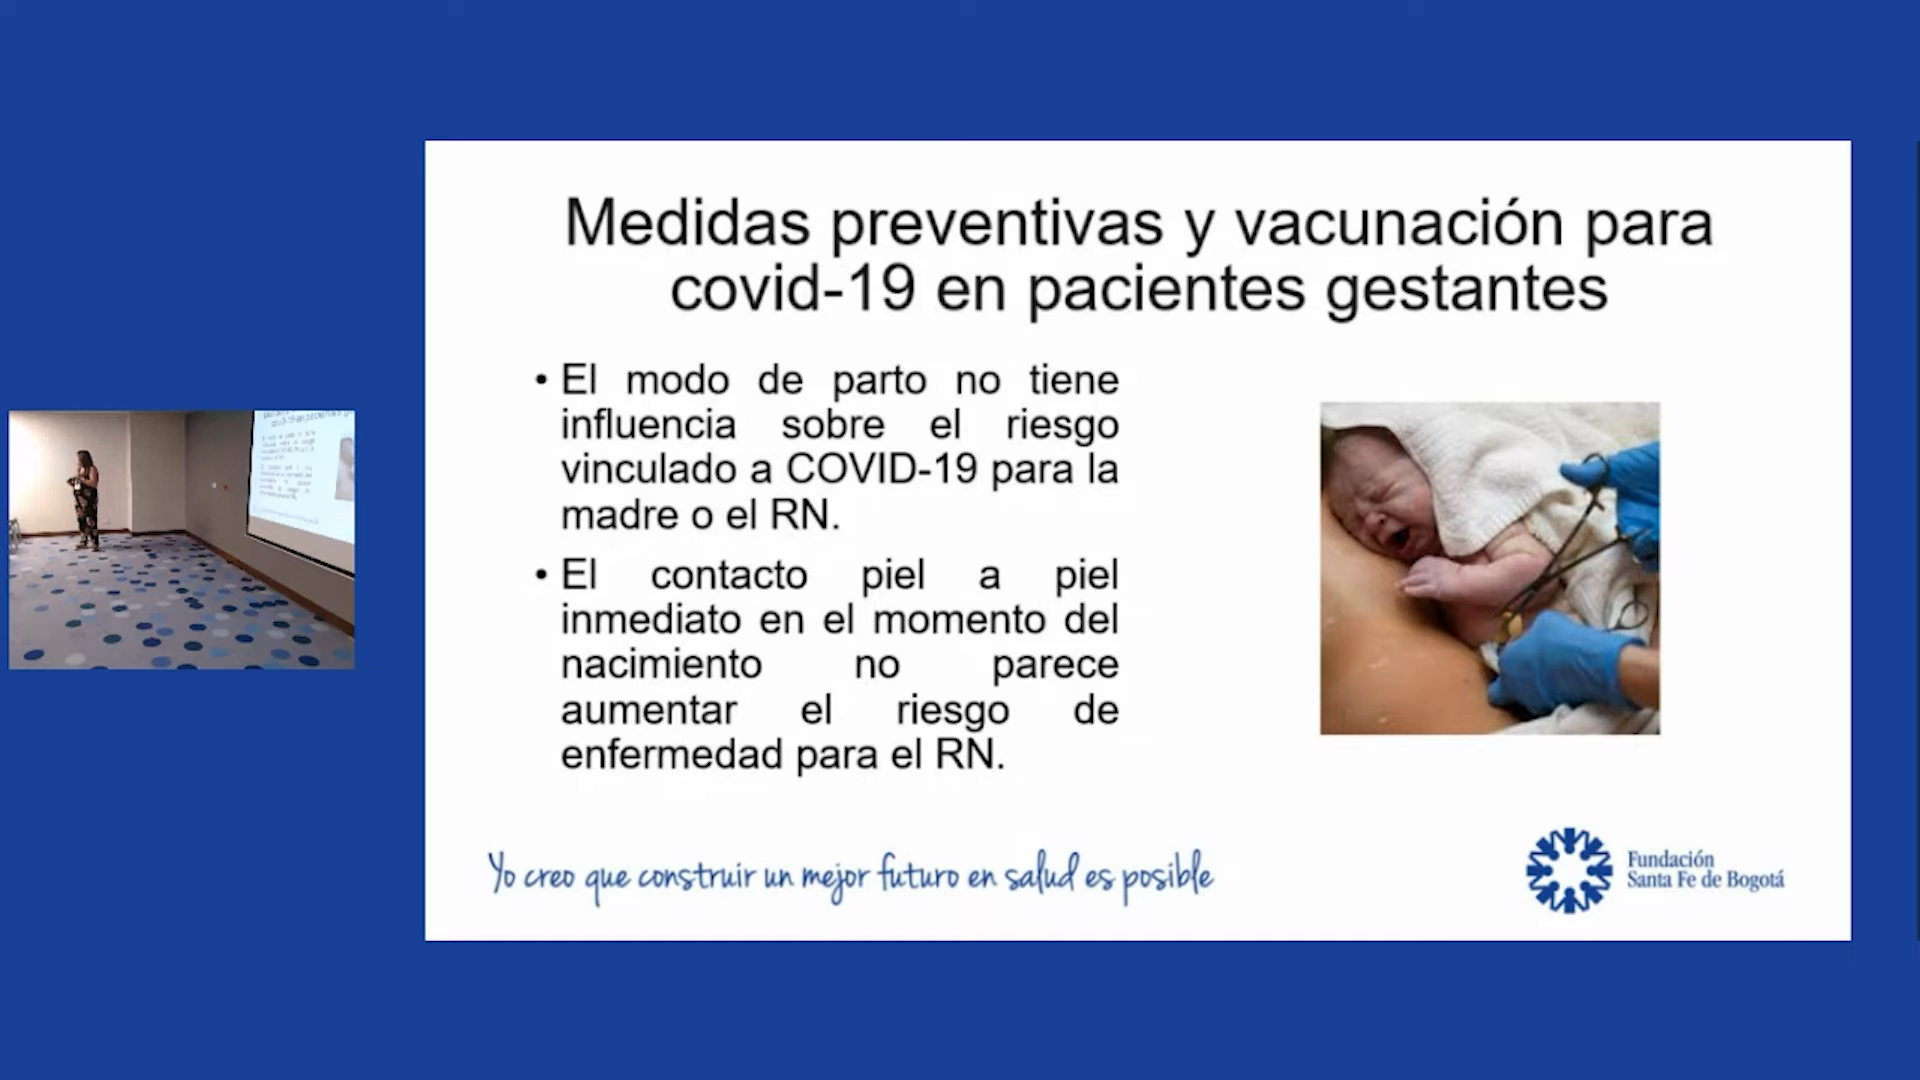 Medidas preventivas y vacunación para
covid-19 en pacientes gestantes
• El modo de parto no tiene
influencia sobre el riesgo
vinculado a COVID-19 para la
madre o el RN.
• El contacto piel a piel
inmediato en el momento del
nacimiento no parece
aumentar el riesgo de
enfermedad para el RN.
Yo creo que construir un mejor futuro en salud es posible
Fundación
Santa Fe de Bogotá